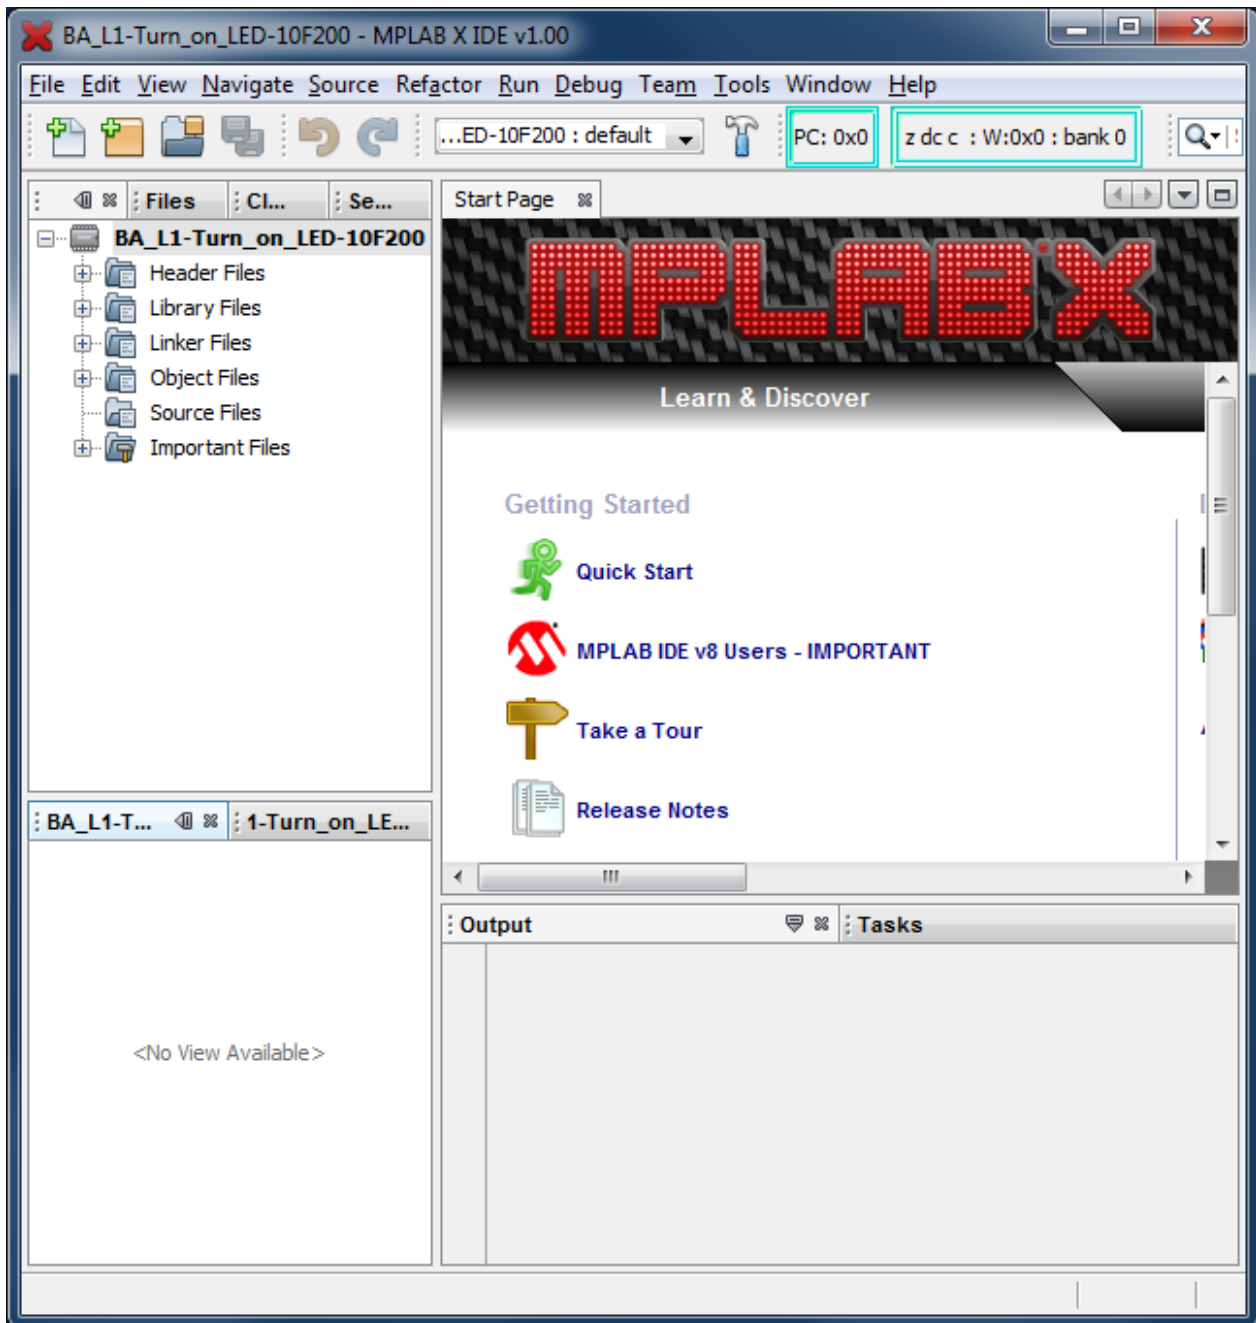 BA_L1-Turn_on_LED-10F200 - MPLAB X IDE v1.00
File Edit View Navigate Source Refactor Run Debug Team Tools Window Help
...ED-10F200 : default PC: 0x0 z dc c : W:0x0 : bank 0
Files Cl... Se...
BA_L1-Turn_on_LED-10F200
Header Files
Library Files
Linker Files
Object Files
Source Files
Important Files
Start Page
MPLAB X
Learn & Discover
Getting Started
Quick Start
MPLAB IDE v8 Users - IMPORTANT
Take a Tour
Release Notes
BA_L1-T... 1-Turn_on_LE...
<No View Available>
Output Tasks